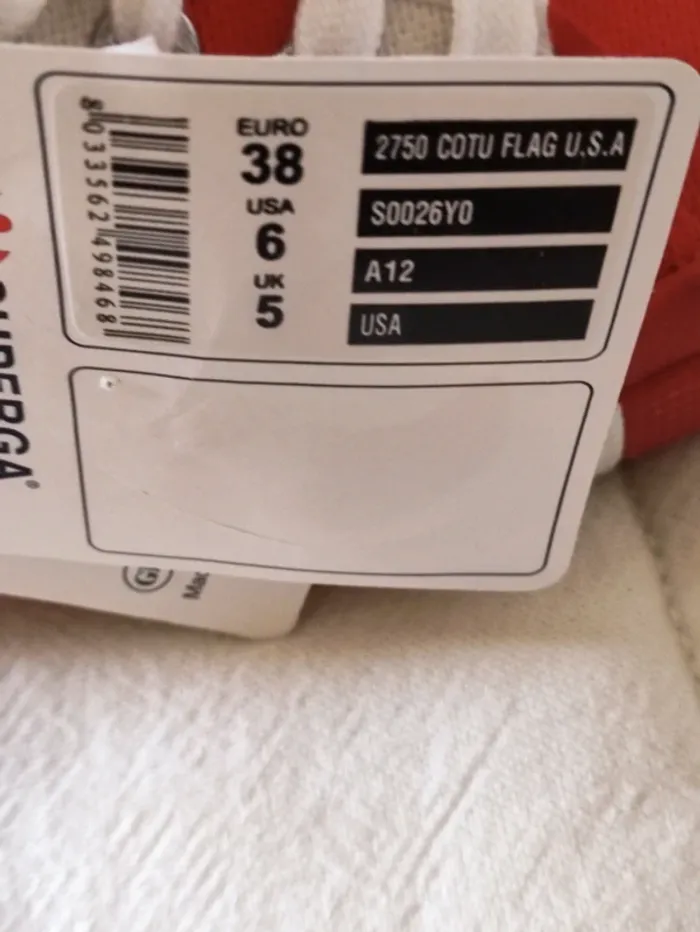 8033562498468
EURO
38
USA
6
UK
5
2750 COTU FLAG U.S.A
S0026Y0
A12
USA
SUPERGA®